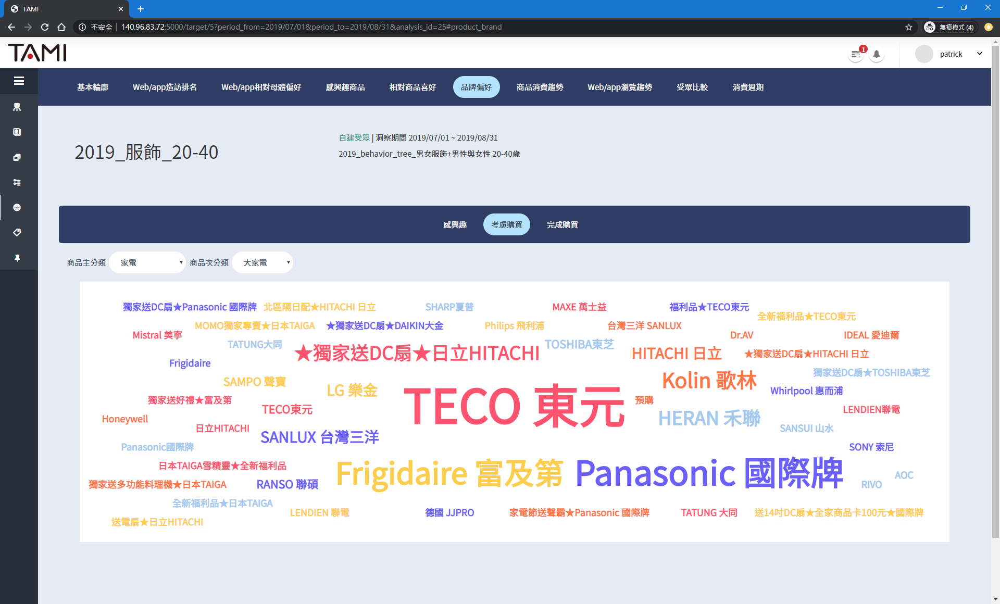 TAMI
不安全 140.96.83.72:5000/target/5?period_from=2019/07/01&period_to=2019/08/31&analysis_id=25#product_brand
無痕模式 (4)
TAMI
1
patrick
基本輪廓 Web/app造訪排名 Web/app相對母體偏好 感興趣商品 相對商品喜好 品牌偏好 商品消費趨勢 Web/app瀏覽趨勢 受眾比較 消費週期
自建受眾 | 洞察期間 2019/07/01 ~ 2019/08/31
2019_服飾_20-40
2019_behavior_tree_男女服飾+男性與女性 20-40歲
感興趣 考慮購買 完成購買
商品主分類 家電 商品次分類 大家電
獨家送DC扇★Panasonic 國際牌 北區隔日配★HITACHI 日立 SHARP夏普 MAXE 萬士益 福利品★TECO東元
全新福利品★TECO東元
MOMO獨家專賣★日本TAIGA ★獨家送DC扇★DAIKIN大金 Philips 飛利浦 台灣三洋 SANLUX
Mistral 美寧 Dr.AV IDEAL 愛迪爾
TATUNG大同 TOSHIBA東芝
★獨家送DC扇★日立HITACHI HITACHI 日立 ★獨家送DC扇★HITACHI 日立
Frigidaire
獨家送DC扇★TOSHIBA東芝
SAMPO 聲寶 Kolin 歌林
LG 樂金 Whirlpool 惠而浦
獨家送好禮★富及第 TECO 東元 預購
TECO東元 LENDIEN聯電
Honeywell HERAN 禾聯
日立HITACHI SANSUI 山水
SANLUX 台灣三洋
Panasonic國際牌 SONY 索尼
日本TAIGA雪精靈★全新福利品
Frigidaire 富及第 Panasonic 國際牌 AOC
獨家送多功能料理機★日本TAIGA RANSO 聯碩 RIVO
全新福利品★日本TAIGA
LENDIEN 聯電 德國 JJPRO 家電節送聲霸★Panasonic 國際牌 TATUNG 大同 送14吋DC扇★全家商品卡100元★國際牌
送電扇★日立HITACHI